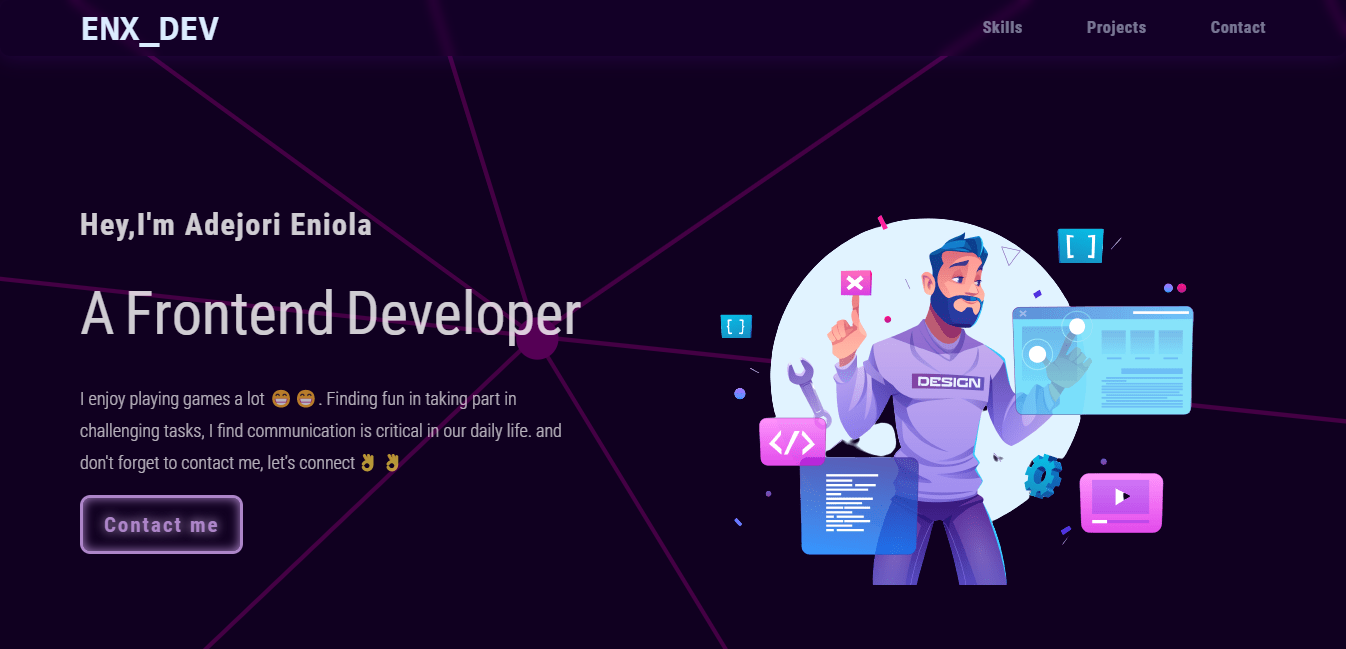 ENX_DEV
Skills Projects Contact
Hey,I'm Adejori Eniola
A Frontend Developer
I enjoy playing games a lot 😁 😁 . Finding fun in taking part in
challenging tasks, I find communication is critical in our daily life. and
don't forget to contact me, let's connect 👌 👌
Contact me
[ ]
{ }
DESIGN
</>